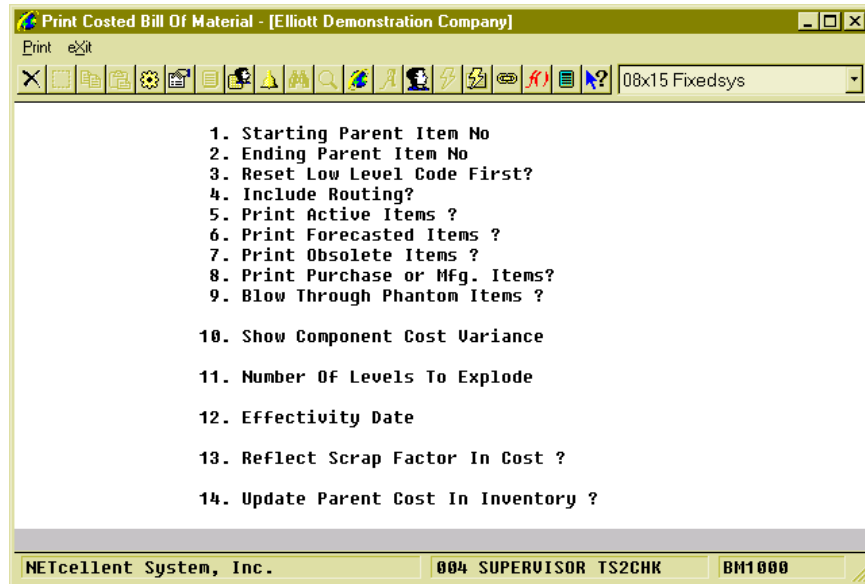 Print Costed Bill Of Material - [Elliott Demonstration Company]
Print eXit
08x15 Fixedsys
1. Starting Parent Item No
2. Ending Parent Item No
3. Reset Low Level Code First?
4. Include Routing?
5. Print Active Items ?
6. Print Forecasted Items ?
7. Print Obsolete Items ?
8. Print Purchase or Mfg. Items?
9. Blow Through Phantom Items ?
10. Show Component Cost Variance
11. Number Of Levels To Explode
12. Effectivity Date
13. Reflect Scrap Factor In Cost ?
14. Update Parent Cost In Inventory ?
NETcellent System, Inc. 004 SUPERVISOR TS2CHK BM1000